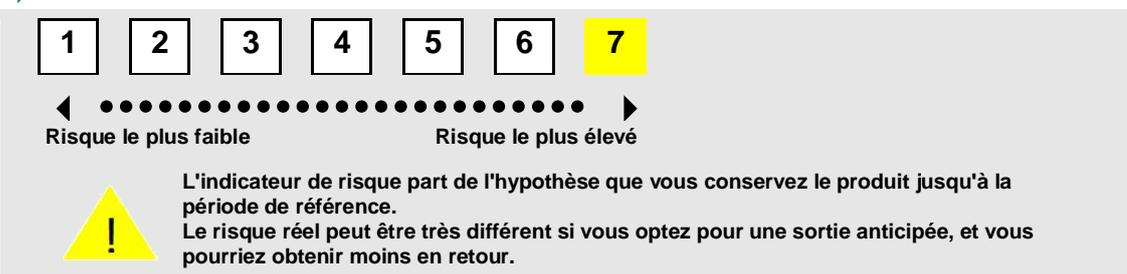 1 2 3 4 5 6 7
Risque le plus faible Risque le plus élevé
L'indicateur de risque part de l'hypothèse que vous conservez le produit jusqu'à la
période de référence.
Le risque réel peut être très différent si vous optez pour une sortie anticipée, et vous
pourriez obtenir moins en retour.
!